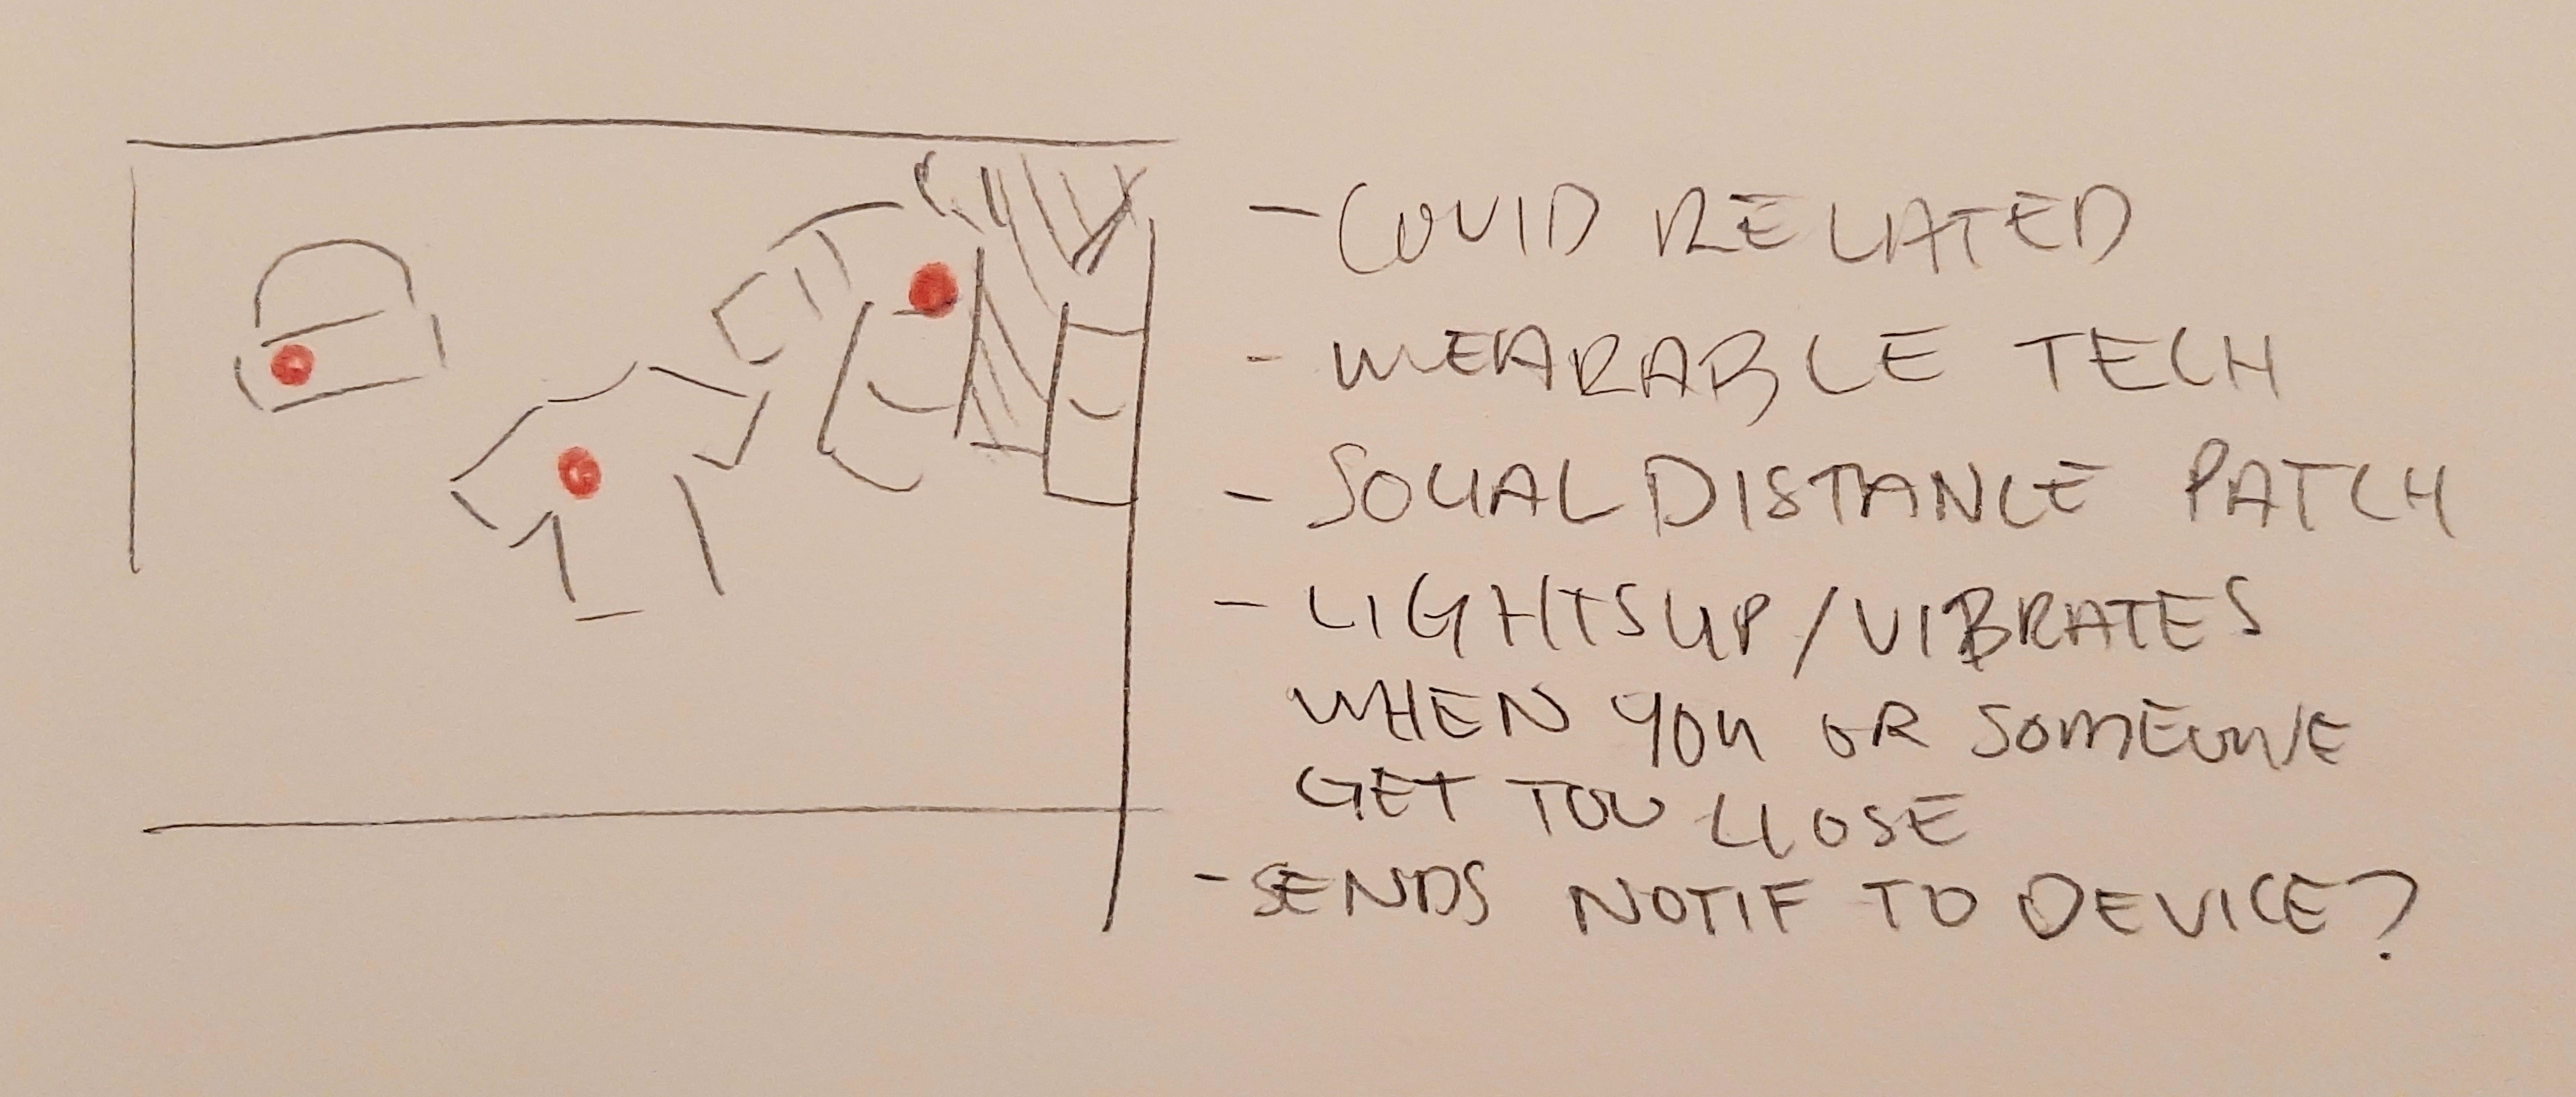 - COVID RELATED
- WEARABLE TECH
- SOCIAL DISTANCE PATCH
- LIGHTS UP/VIBRATES
WHEN YOU OR SOMEONE
GET TOO CLOSE
- SENDS NOTIF TO DEVICE?